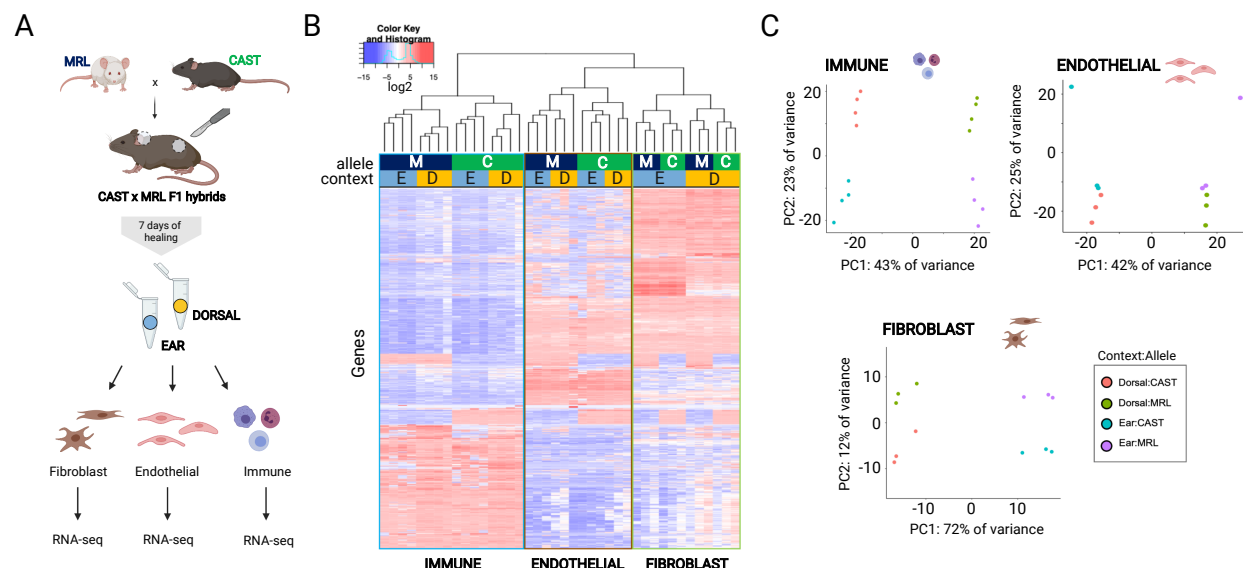 A
MRL
CAST
x
CAST x MRL F1 hybrids
7 days of
healing
DORSAL
EAR
Fibroblast
Endothelial
Immune
RNA-seq
RNA-seq
RNA-seq
B
Color Key
and Histogram
-15 -5 0 5 15
log2
allele
M C M C M C M C
context
E D E D E D E D E D
Genes
IMMUNE ENDOTHELIAL FIBROBLAST
C
IMMUNE
PC2: 23% of variance
20
0
-20
-20 0 20
PC1: 43% of variance
ENDOTHELIAL
PC2: 25% of variance
20
0
-20
-20 0 20
PC1: 42% of variance
FIBROBLAST
PC2: 12% of variance
10
0
-10
-10 0 10
PC1: 72% of variance
Context:Allele
Dorsal:CAST
Dorsal:MRL
Ear:CAST
Ear:MRL